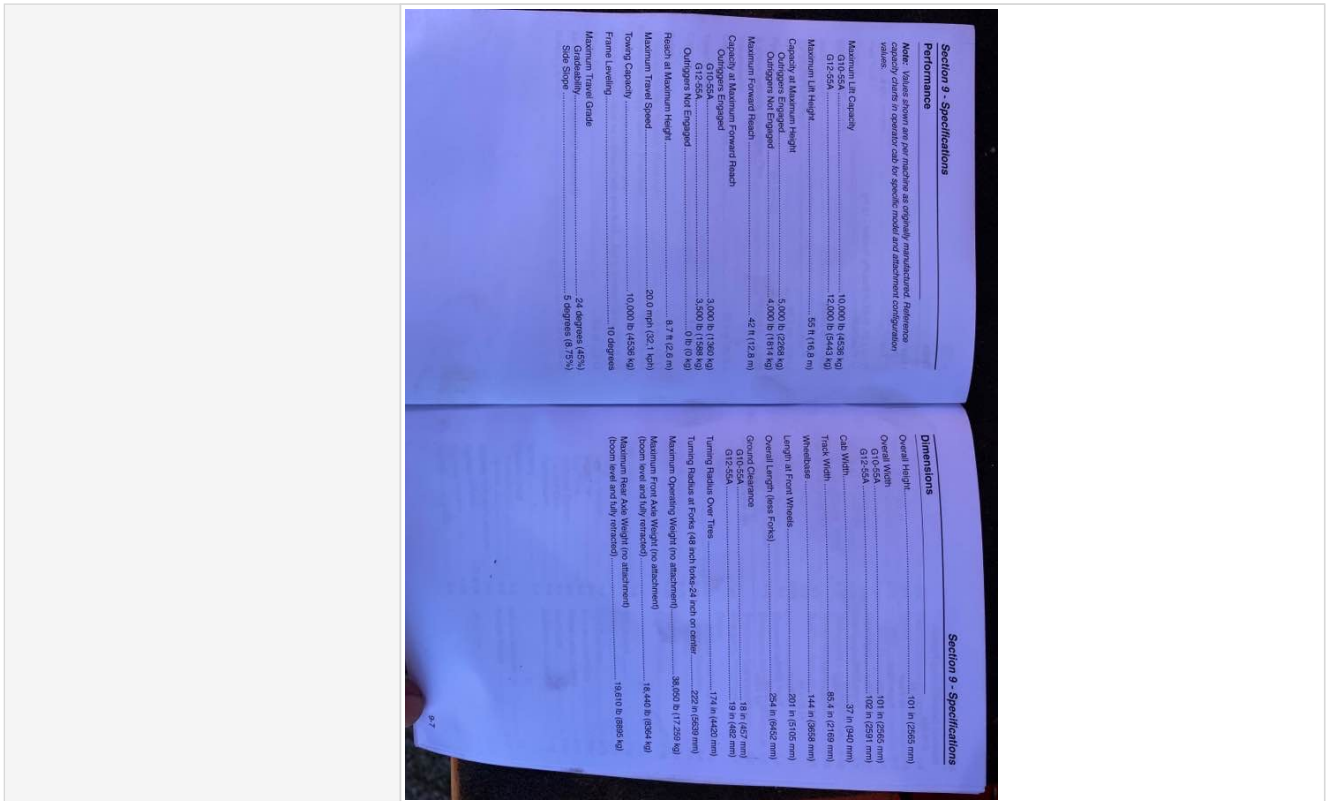 Section 9 - Specifications
Performance
Note: Values shown are per machine as originally manufactured. Reference
capacity charts in operator cab for specific model and attachment configuration
values.
Maximum Lift Capacity
G10-55A ........ 10,000 lb (4536 kg)
G12-55A ........ 12,000 lb (5443 kg)
Maximum Lift Height ........ 55 ft (16,8 m)
Capacity at Maximum Height
Outriggers Engaged ........ 5,000 lb (2268 kg)
Outriggers Not Engaged ........ 4,000 lb (1814 kg)
Maximum Forward Reach ........ 42 ft (12,8 m)
Capacity at Maximum Forward Reach
Outriggers Engaged
G10-55A ........ 3,000 lb (1360 kg)
G12-55A ........ 3,500 lb (1588 kg)
Outriggers Not Engaged ........ 0 lb (0 kg)
Reach at Maximum Height ........ 8.7 ft (2,6 m)
Maximum Travel Speed ........ 20.0 mph (32,1 kph)
Towing Capacity ........ 10,000 lb (4536 kg)
Frame Leveling ........ 10 degrees
Maximum Travel Grade
Gradeability ........ 24 degrees (45%)
Side Slope ........ 5 degrees (8.75%)
Section 9 - Specifications
Dimensions
Overall Height ........ 101 in (2565 mm)
Overall Width
G10-55A ........ 101 in (2565 mm)
G12-55A ........ 102 in (2591 mm)
Cab Width ........ 37 in (940 mm)
Track Width ........ 85.4 in (2169 mm)
Wheelbase ........ 144 in (3658 mm)
Length at Front Wheels ........ 201 in (5105 mm)
Overall Length (less Forks) ........ 254 in (6452 mm)
Ground Clearance
G10-55A ........ 18 in (457 mm)
G12-55A ........ 19 in (482 mm)
Turning Radius Over Tires ........ 174 in (4420 mm)
Turning Radius at Forks (48 inch forks-24 inch on center ........ 222 in (5639 mm)
Maximum Operating Weight (no attachment) ........ 38,050 lb (17.259 kg)
Maximum Front Axle Weight (no attachment)
(boom level and fully retracted) ........ 18,440 lb (8364 kg)
Maximum Rear Axle Weight (no attachment)
(boom level and fully retracted) ........ 19,610 lb (8895 kg)
9-7